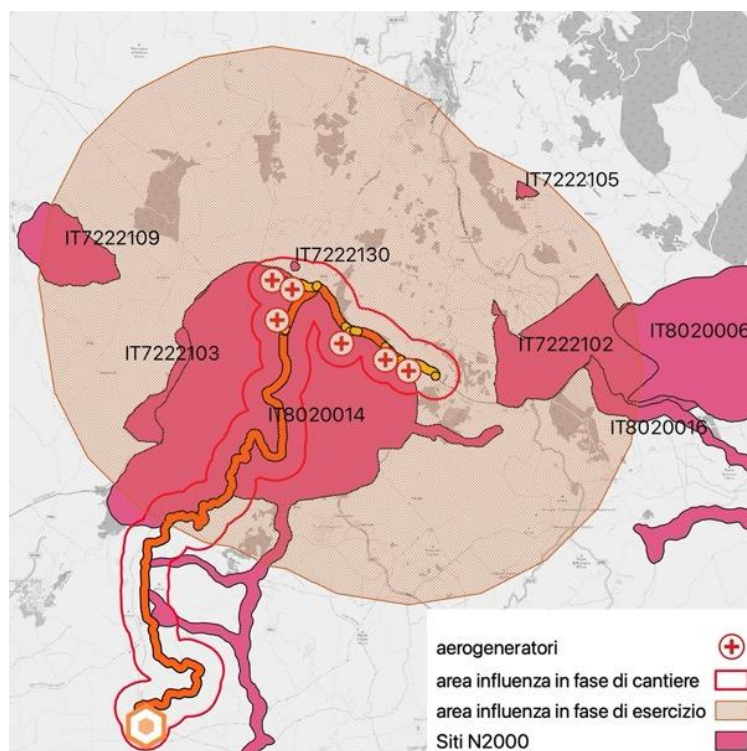 IT7222105
IT7222109
IT7222130
IT7222103
IT7222102
IT8020006
IT8020014
IT8020016
aerogeneratori
area influenza in fase di cantiere
area influenza in fase di esercizio
Siti N2000